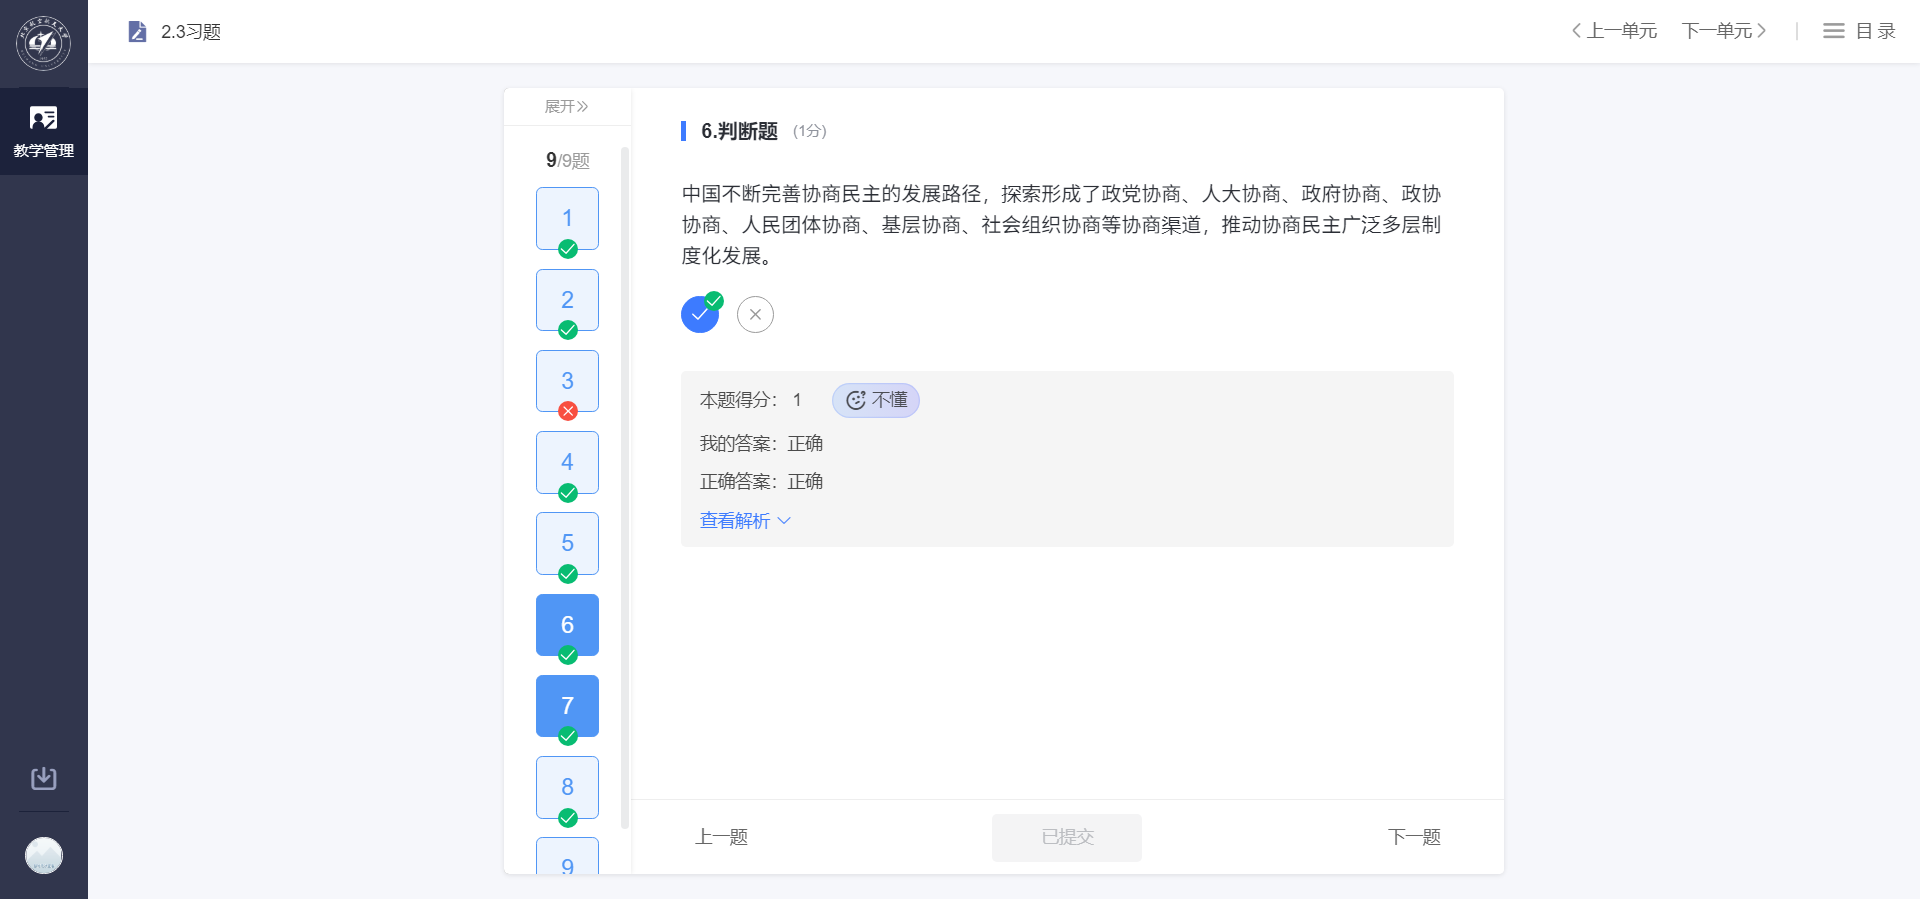 2.3习题
上一单元
下一单元
目录
教学管理
展开
9/9题
1
2
3
4
5
6
7
8
9
6.判断题 (1分)
中国不断完善协商民主的发展路径，探索形成了政党协商、人大协商、政府协商、政协
协商、人民团体协商、基层协商、社会组织协商等协商渠道，推动协商民主广泛多层制
度化发展。
本题得分： 1 不懂
我的答案：正确
正确答案：正确
查看解析
上一题
已提交
下一题